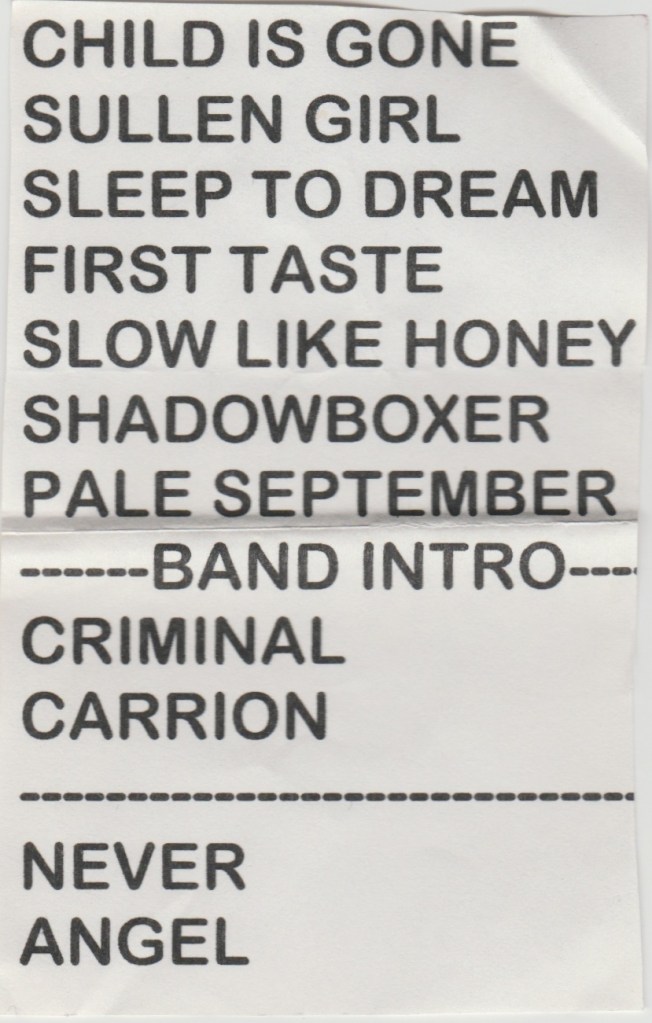 CHILD IS GONE
SULLEN GIRL
SLEEP TO DREAM
FIRST TASTE
SLOW LIKE HONEY
SHADOWBOXER
PALE SEPTEMBER
------BAND INTRO----
CRIMINAL
CARRION
-----------------------------
NEVER
ANGEL